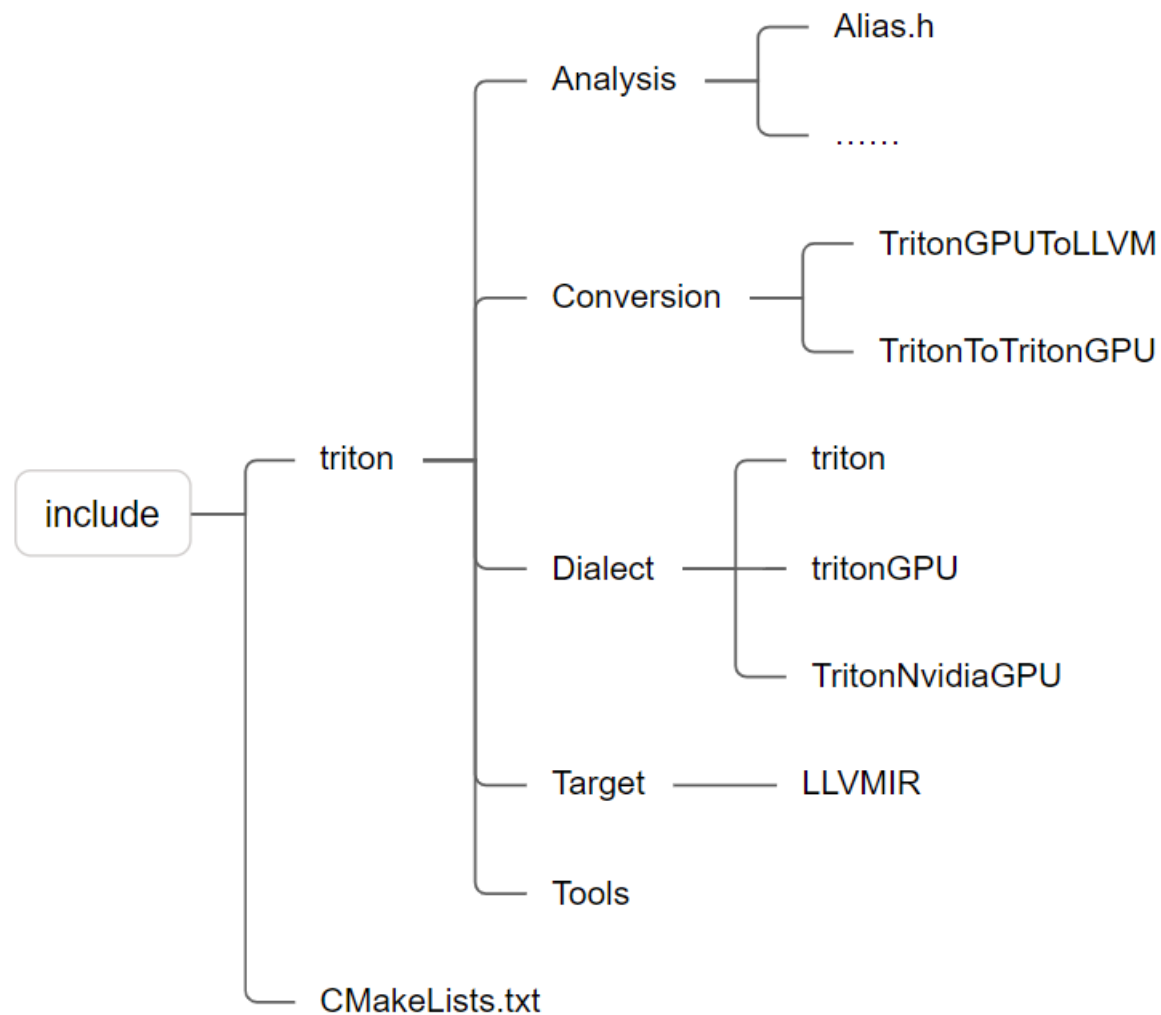 include
triton
Analysis
Alias.h
……
Conversion
TritonGPUToLLVM
TritonToTritonGPU
Dialect
triton
tritonGPU
TritonNvidiaGPU
Target
LLVMIR
Tools
CMakeLists.txt